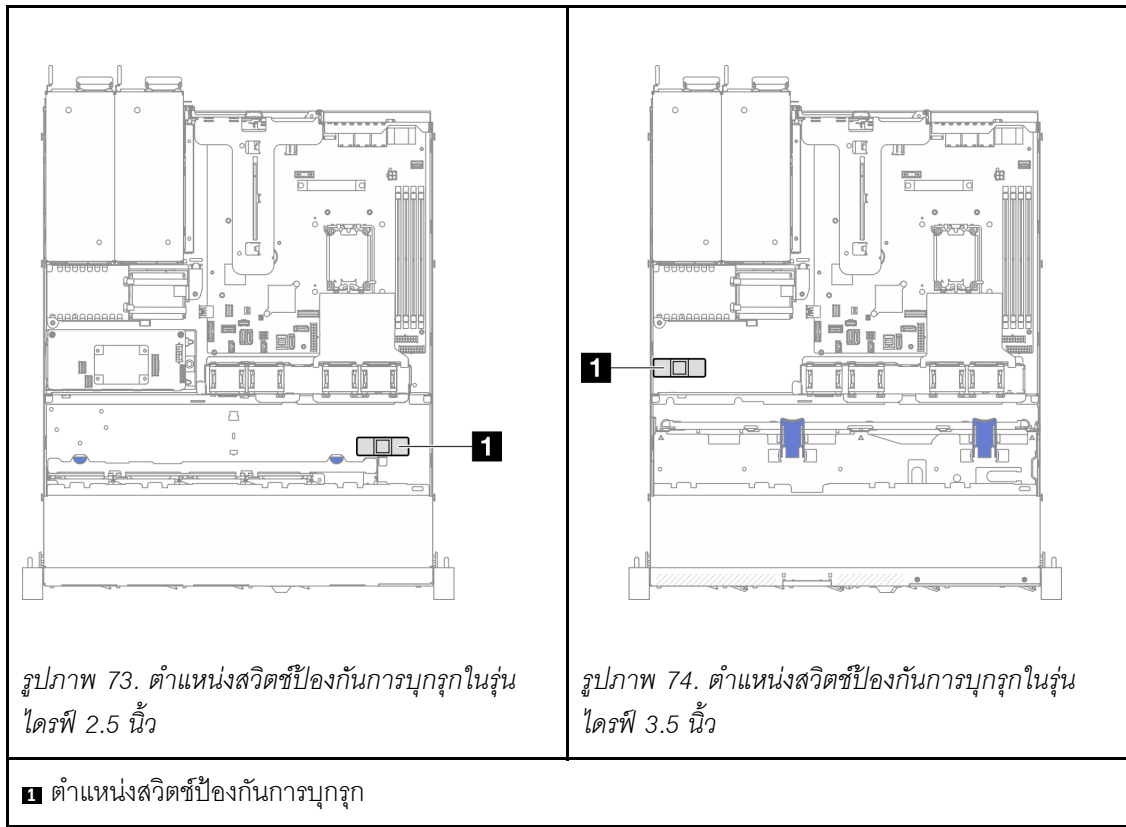 1
1
รูปภาพ 73. ตำแหน่งสวิตช์ป้องกันการบุกรุกในรุ่น
ไดรฟ์ 2.5 นิ้ว
รูปภาพ 74. ตำแหน่งสวิตช์ป้องกันการบุกรุกในรุ่น
ไดรฟ์ 3.5 นิ้ว
1 ตำแหน่งสวิตช์ป้องกันการบุกรุก